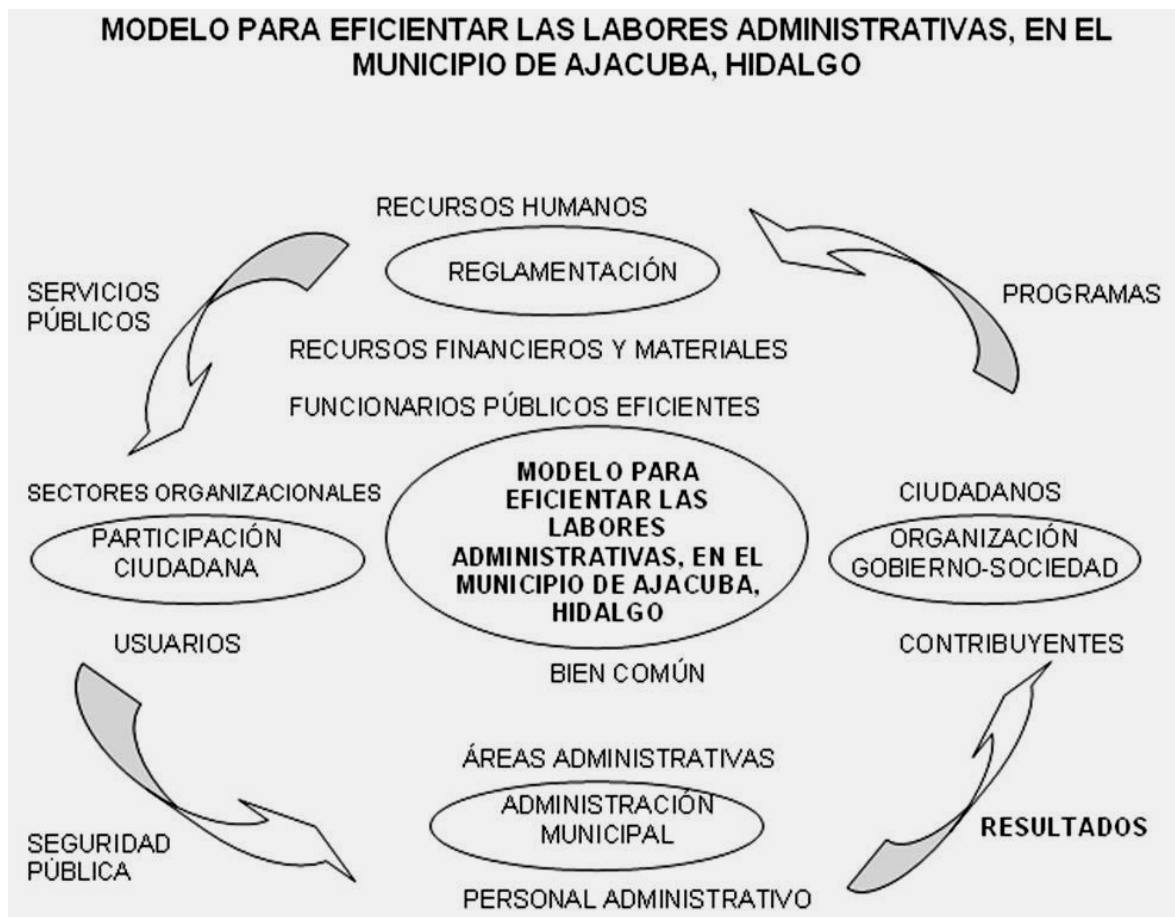 MODELO PARA EFICIENTAR LAS LABORES ADMINISTRATIVAS, EN EL
MUNICIPIO DE AJACUBA, HIDALGO
RECURSOS HUMANOS
REGLAMENTACIÓN
SERVICIOS
PÚBLICOS
PROGRAMAS
RECURSOS FINANCIEROS Y MATERIALES
FUNCIONARIOS PÚBLICOS EFICIENTES
MODELO PARA
EFICIENTAR LAS
LABORES
ADMINISTRATIVAS, EN EL
MUNICIPIO DE AJACUBA,
HIDALGO
SECTORES ORGANIZACIONALES
PARTICIPACIÓN
CIUDADANA
USUARIOS
CIUDADANOS
ORGANIZACIÓN
GOBIERNO-SOCIEDAD
CONTRIBUYENTES
BIEN COMÚN
ÁREAS ADMINISTRATIVAS
ADMINISTRACIÓN
MUNICIPAL
PERSONAL ADMINISTRATIVO
SEGURIDAD
PÚBLICA
RESULTADOS